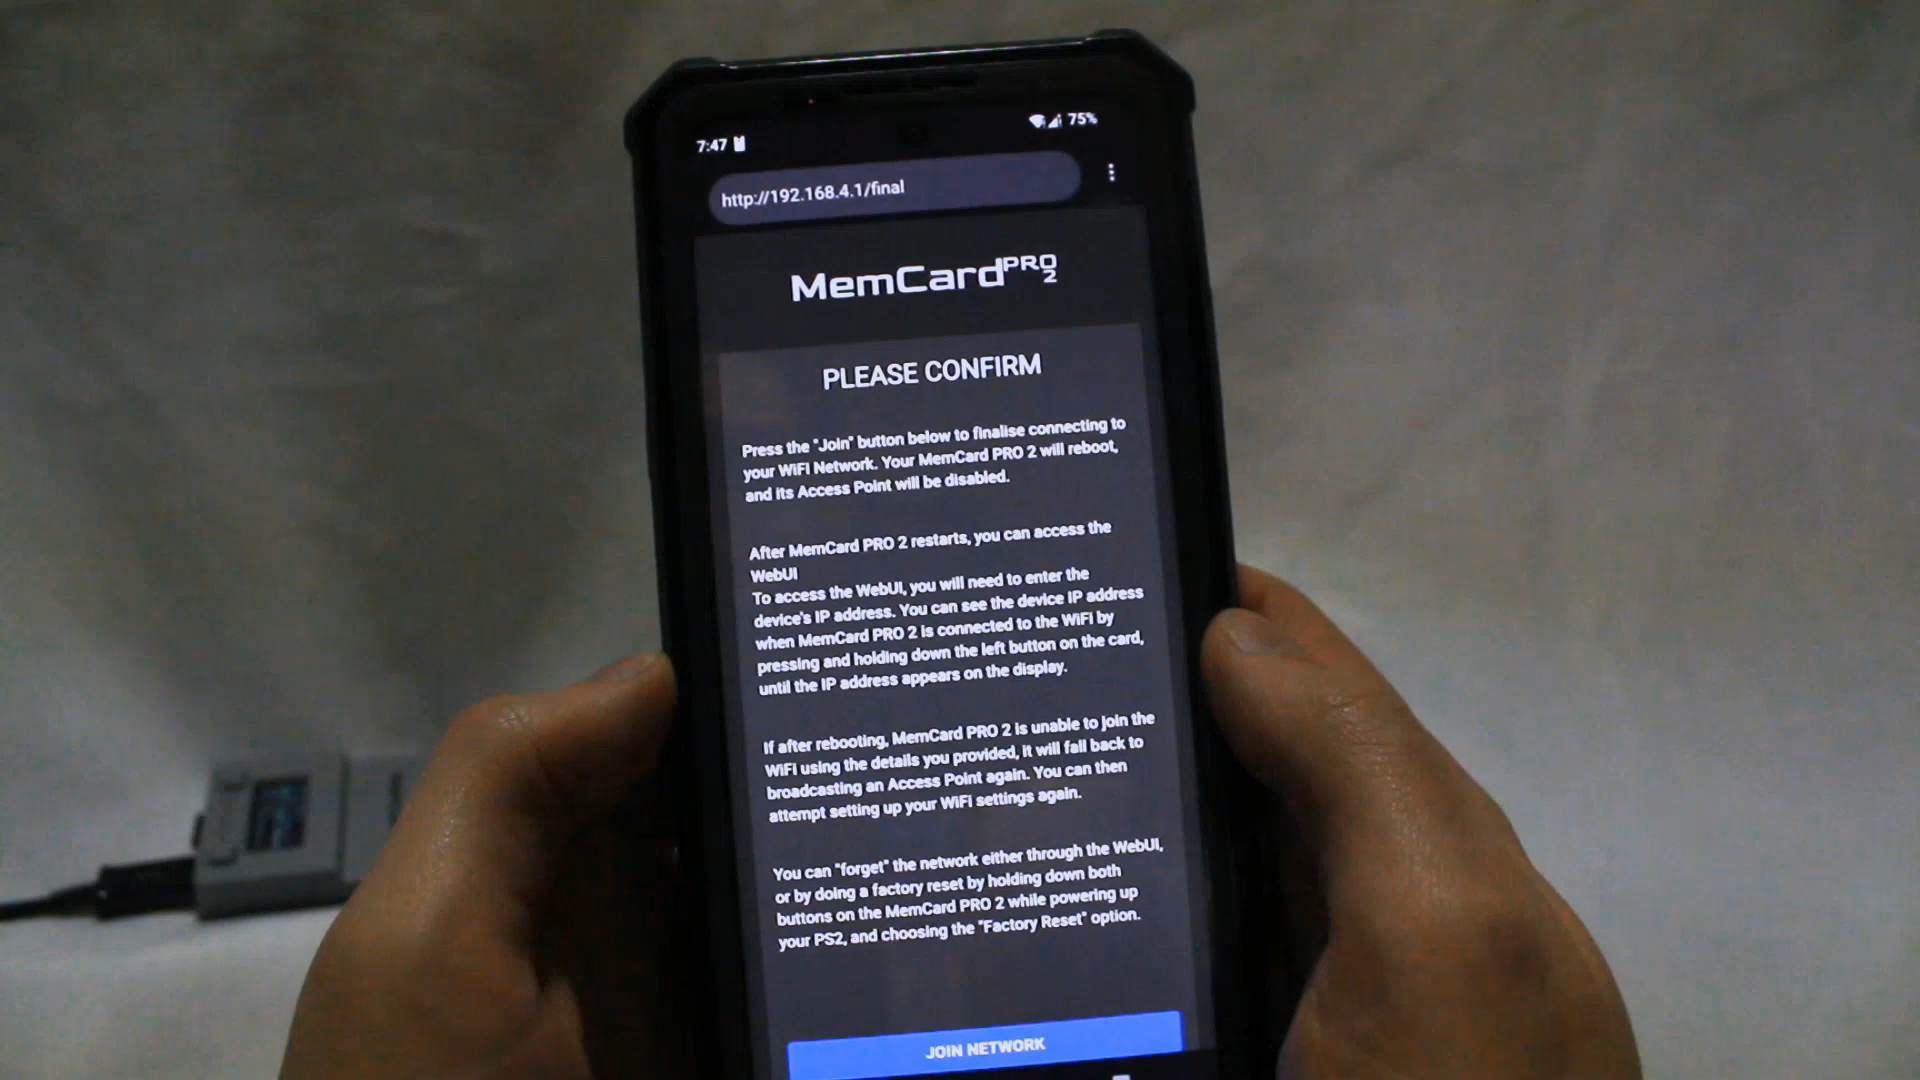 7:47
75%
http://192.168.4.1/final
MemCardPRO2
PLEASE CONFIRM
Press the "Join" button below to finalise connecting to
your WiFi Network. Your MemCard PRO 2 will reboot,
and its Access Point will be disabled.
After MemCard PRO 2 restarts, you can access the
WebUI
To access the WebUI, you will need to enter the
device's IP address. You can see the device IP address
when MemCard PRO 2 is connected to the WiFi by
pressing and holding down the left button on the card,
until the IP address appears on the display.
If after rebooting, MemCard PRO 2 is unable to join the
WiFi using the details you provided, it will fall back to
broadcasting an Access Point again. You can then
attempt setting up your WiFi settings again.
You can "forget" the network either through the WebUI,
or by doing a factory reset by holding down both
buttons on the MemCard PRO 2 while powering up
your PS2, and choosing the "Factory Reset" option.
JOIN NETWORK